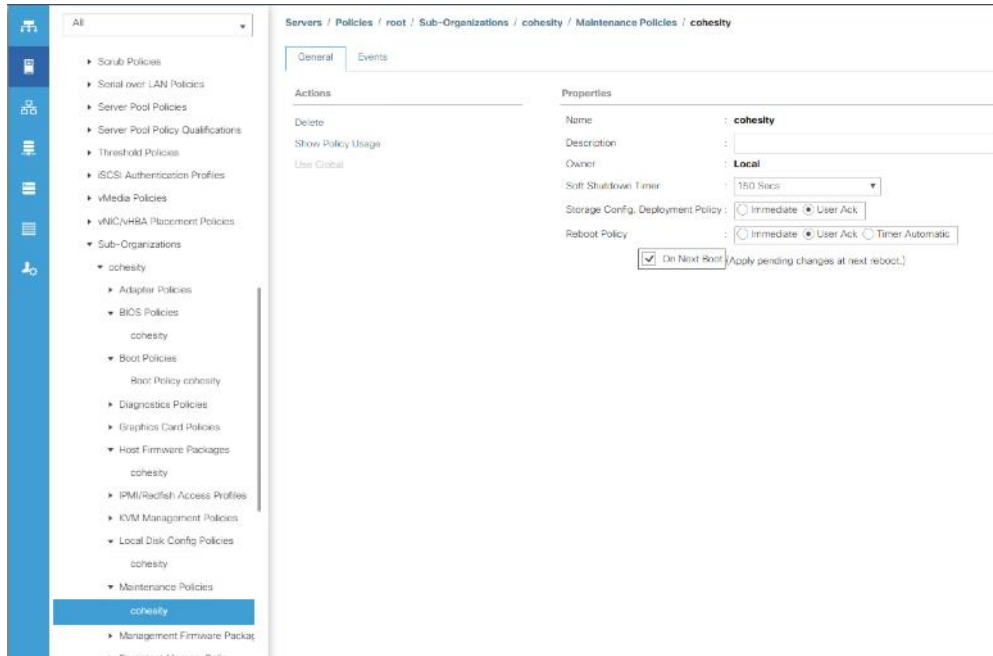 All
Servers / Policies / root / Sub-Organizations / cohesity / Maintenance Policies / cohesity
Scrub Policies
Serial over LAN Policies
Server Pool Policies
Server Pool Policy Qualifications
Threshold Policies
iSCSI Authentication Profiles
vMedia Policies
vNIC/vHBA Placement Policies
Sub-Organizations
cohesity
Adapter Policies
BIOS Policies
cohesity
Boot Policies
Boot Policy cohesity
Diagnostics Policies
Graphics Card Policies
Host Firmware Packages
cohesity
IPMI/Redfish Access Profiles
KVM Management Policies
Local Disk Config Policies
cohesity
Maintenance Policies
cohesity
Management Firmware Packag
General Events
Actions
Delete
Show Policy Usage
Use Global
Properties
Name : cohesity
Description :
Owner : Local
Soft Shutdown Timer : 150 Secs
Storage Config. Deployment Policy : Immediate User Ack
Reboot Policy : Immediate User Ack Timer Automatic
On Next Boot (Apply pending changes at next reboot.)